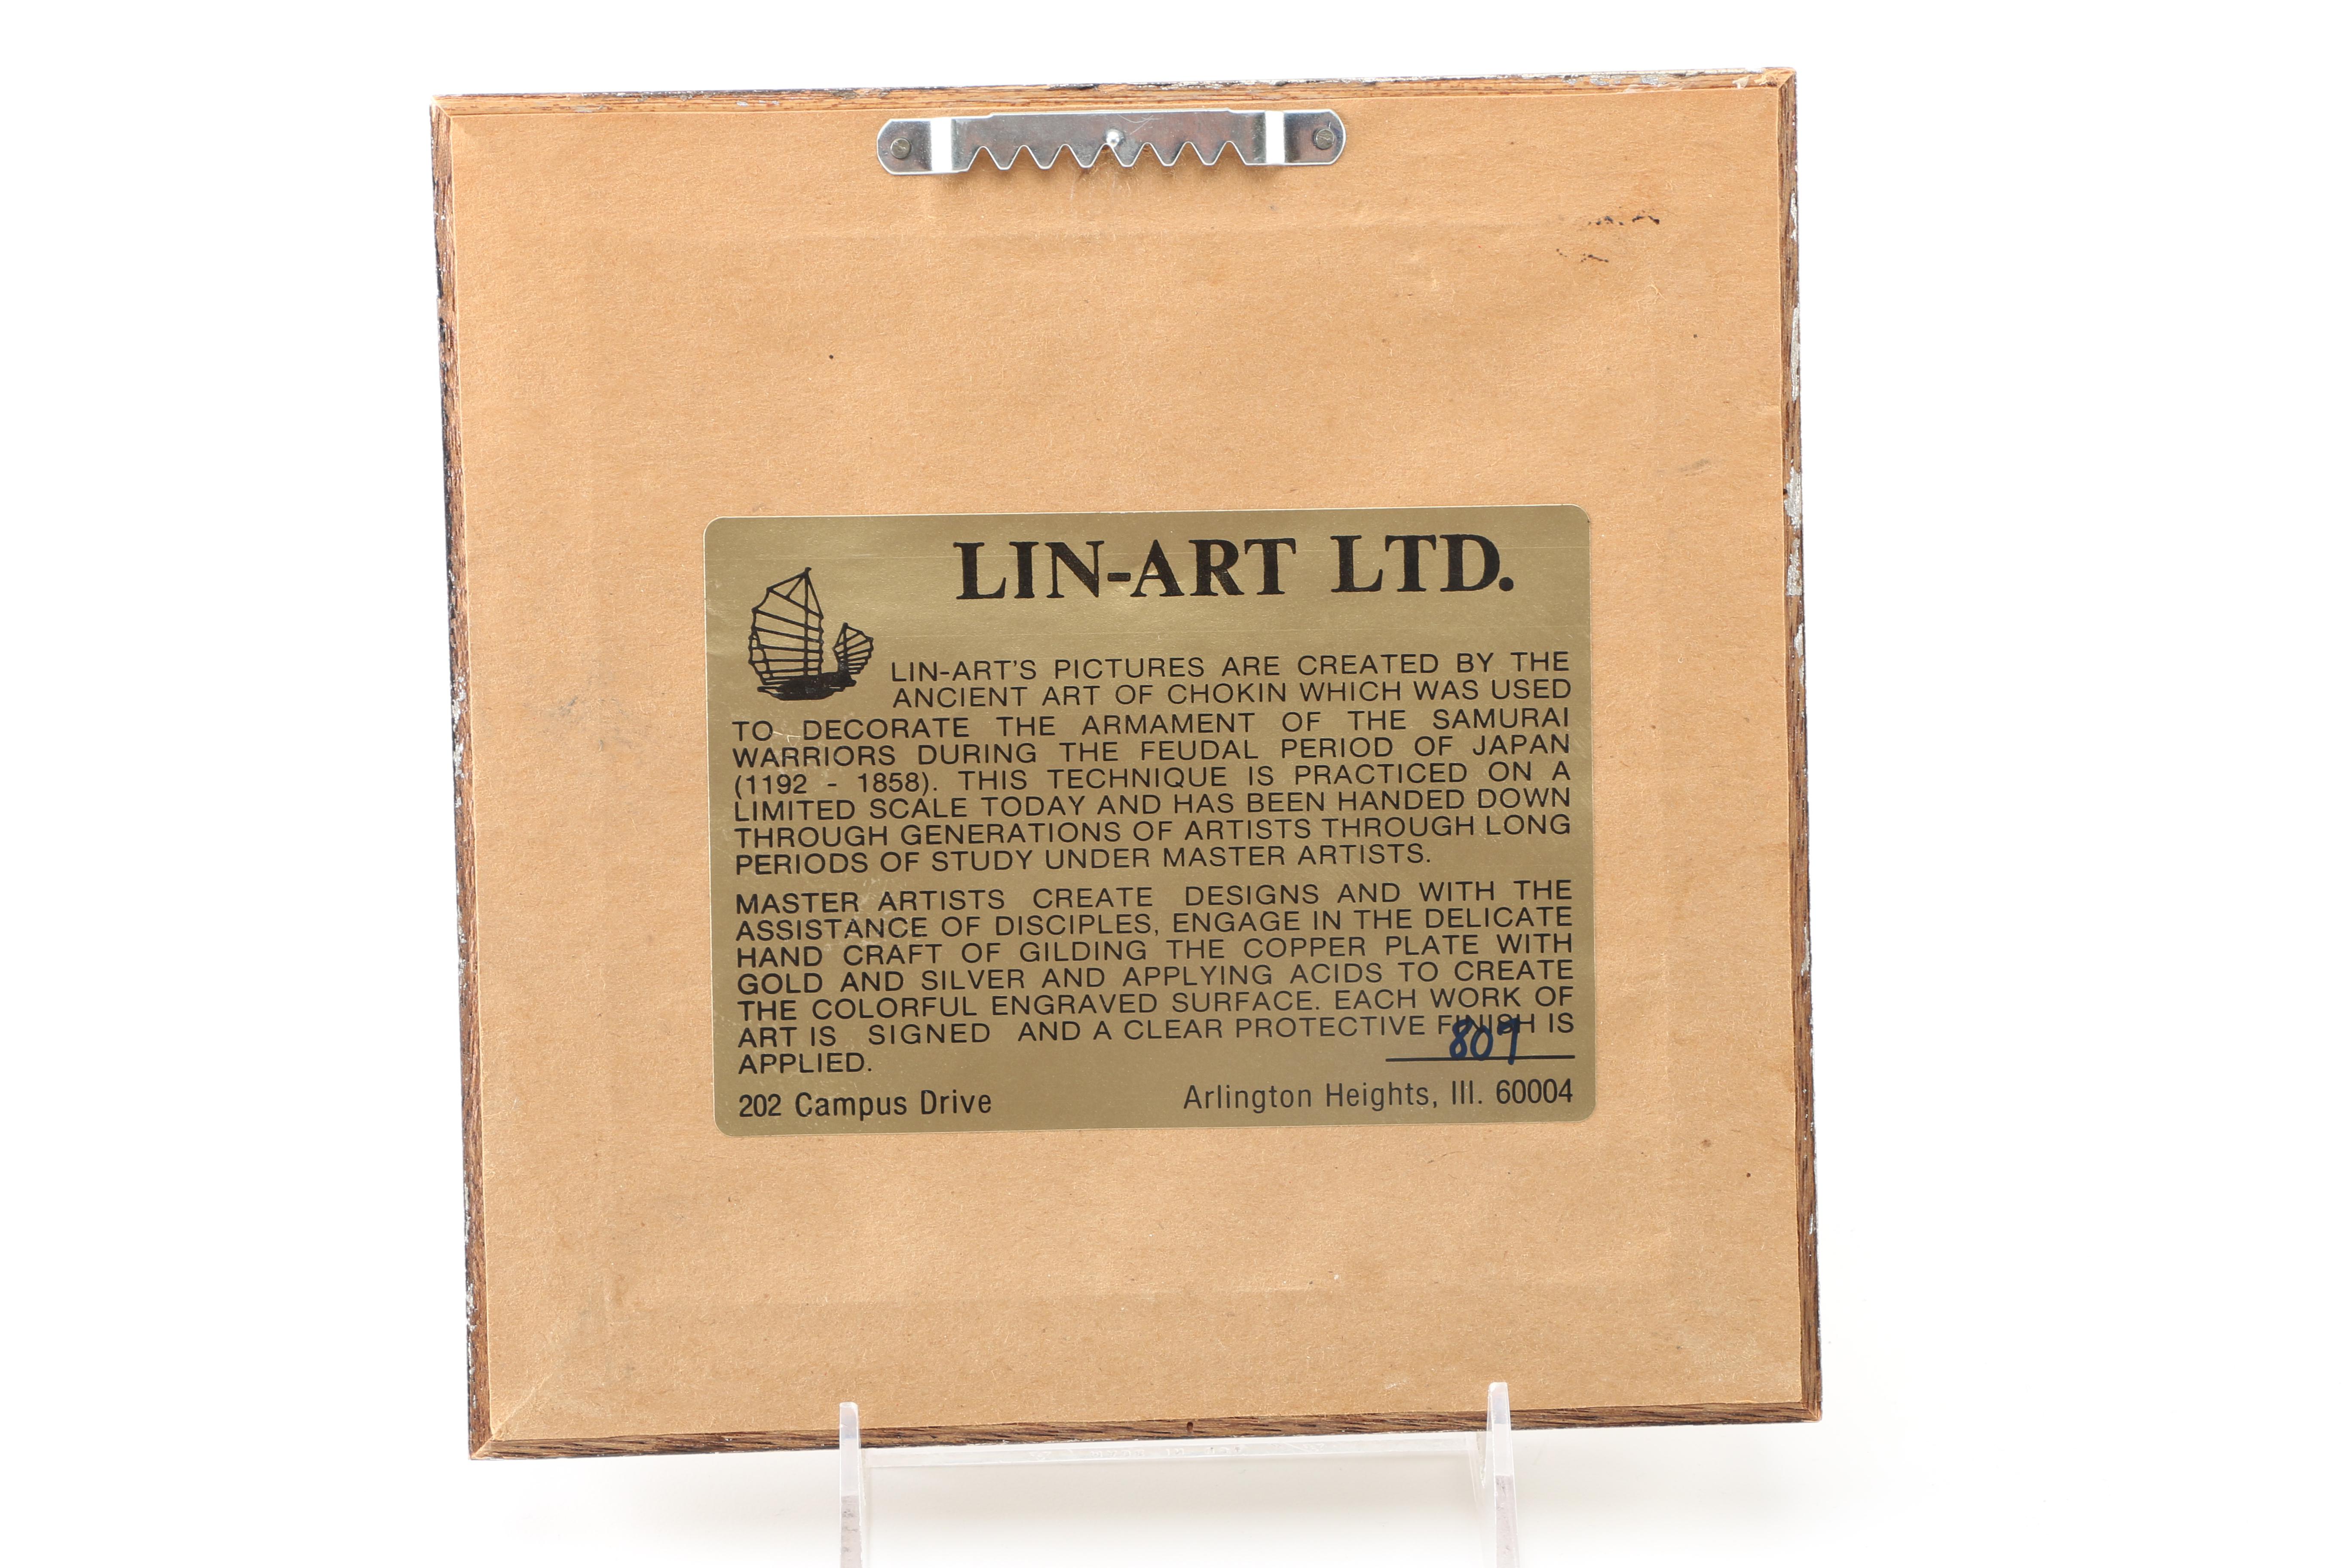 LIN-ART LTD.
LIN-ART'S PICTURES ARE CREATED BY THE
ANCIENT ART OF CHOKIN WHICH WAS USED
TO DECORATE THE ARMAMENT OF THE SAMURAI
WARRIORS DURING THE FEUDAL PERIOD OF JAPAN
(1192 - 1858). THIS TECHNIQUE IS PRACTICED ON A
LIMITED SCALE TODAY AND HAS BEEN HANDED DOWN
THROUGH GENERATIONS OF ARTISTS THROUGH LONG
PERIODS OF STUDY UNDER MASTER ARTISTS.
MASTER ARTISTS CREATE DESIGNS AND WITH THE
ASSISTANCE OF DISCIPLES, ENGAGE IN THE DELICATE
HAND CRAFT OF GILDING THE COPPER PLATE WITH
GOLD AND SILVER AND APPLYING ACIDS TO CREATE
THE COLORFUL ENGRAVED SURFACE. EACH WORK OF
ART IS SIGNED AND A CLEAR PROTECTIVE FINISH IS
APPLIED.
807
202 Campus Drive Arlington Heights, Ill. 60004